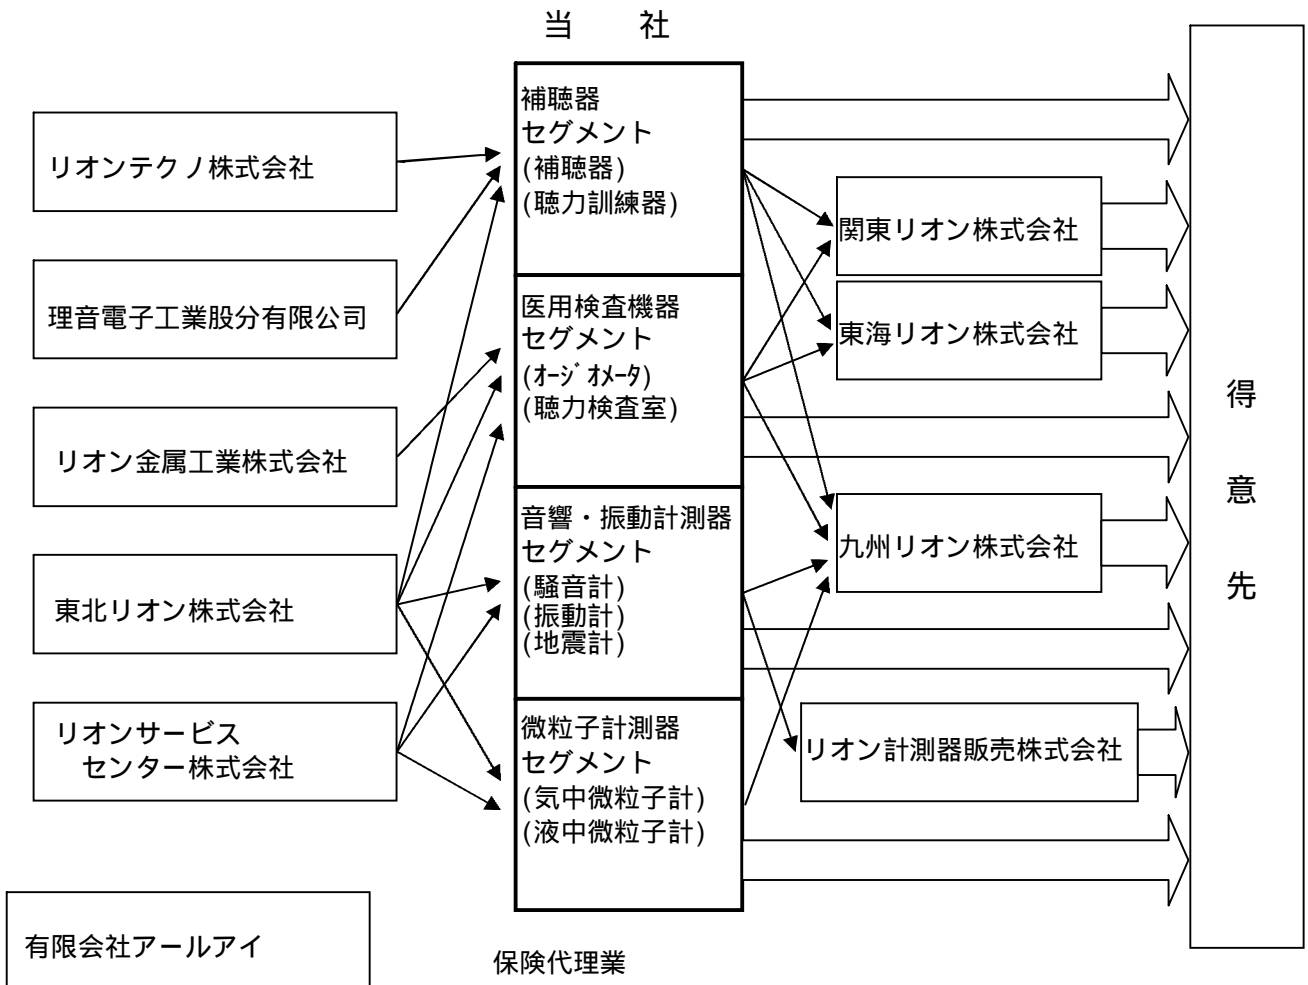 当　社
リオンテクノ株式会社
理音電子工業股分有限公司
リオン金属工業株式会社
東北リオン株式会社
リオンサービス
センター株式会社
有限会社アールアイ
補聴器
セグメント
(補聴器)
(聴力訓練器)
医用検査機器
セグメント
(ｵｰｼﾞｵﾒｰﾀ)
(聴力検査室)
音響・振動計測器
セグメント
(騒音計)
(振動計)
(地震計)
微粒子計測器
セグメント
(気中微粒子計)
(液中微粒子計)
保険代理業
関東リオン株式会社
東海リオン株式会社
九州リオン株式会社
リオン計測器販売株式会社
得意先